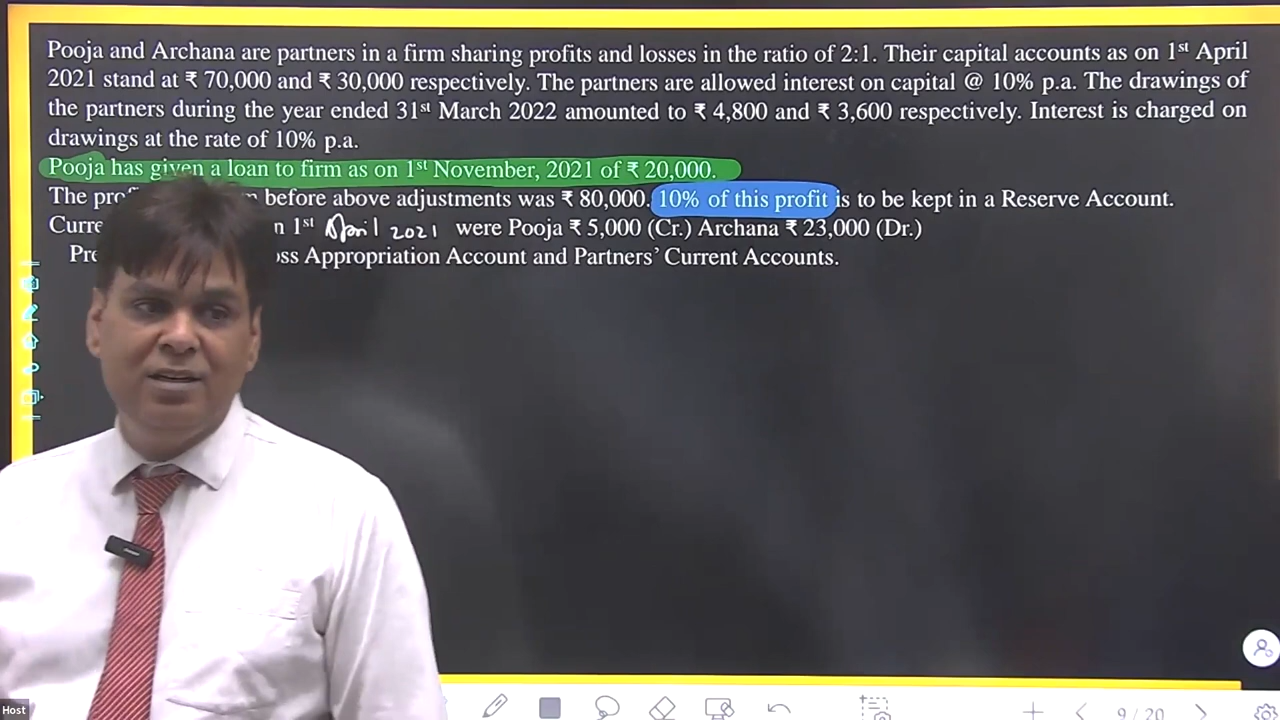 Pooja and Archana are partners in a firm sharing profits and losses in the ratio of 2:1. Their capital accounts as on 1st April
2021 stand at ₹ 70,000 and ₹ 30,000 respectively. The partners are allowed interest on capital @ 10% p.a. The drawings of
the partners during the year ended 31st March 2022 amounted to ₹ 4,800 and ₹ 3,600 respectively. Interest is charged on
drawings at the rate of 10% p.a.
Pooja has given a loan to firm as on 1st November, 2021 of ₹ 20,000.
The before above adjustments was ₹ 80,000. 10% of this profit is to be kept in a Reserve Account.
1st April 2021 were Pooja ₹ 5,000 (Cr.) Archana ₹ 23,000 (Dr.)
Appropriation Account and Partners' Current Accounts.
Host
9 / 20